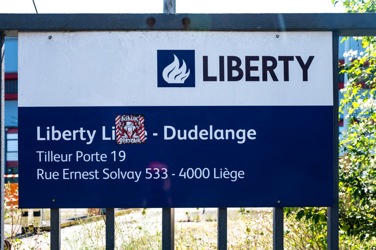 LIBERTY
Liberty Li - Dudelange
Tilleur Porte 19
Rue Ernest Solvay 533 - 4000 Liège